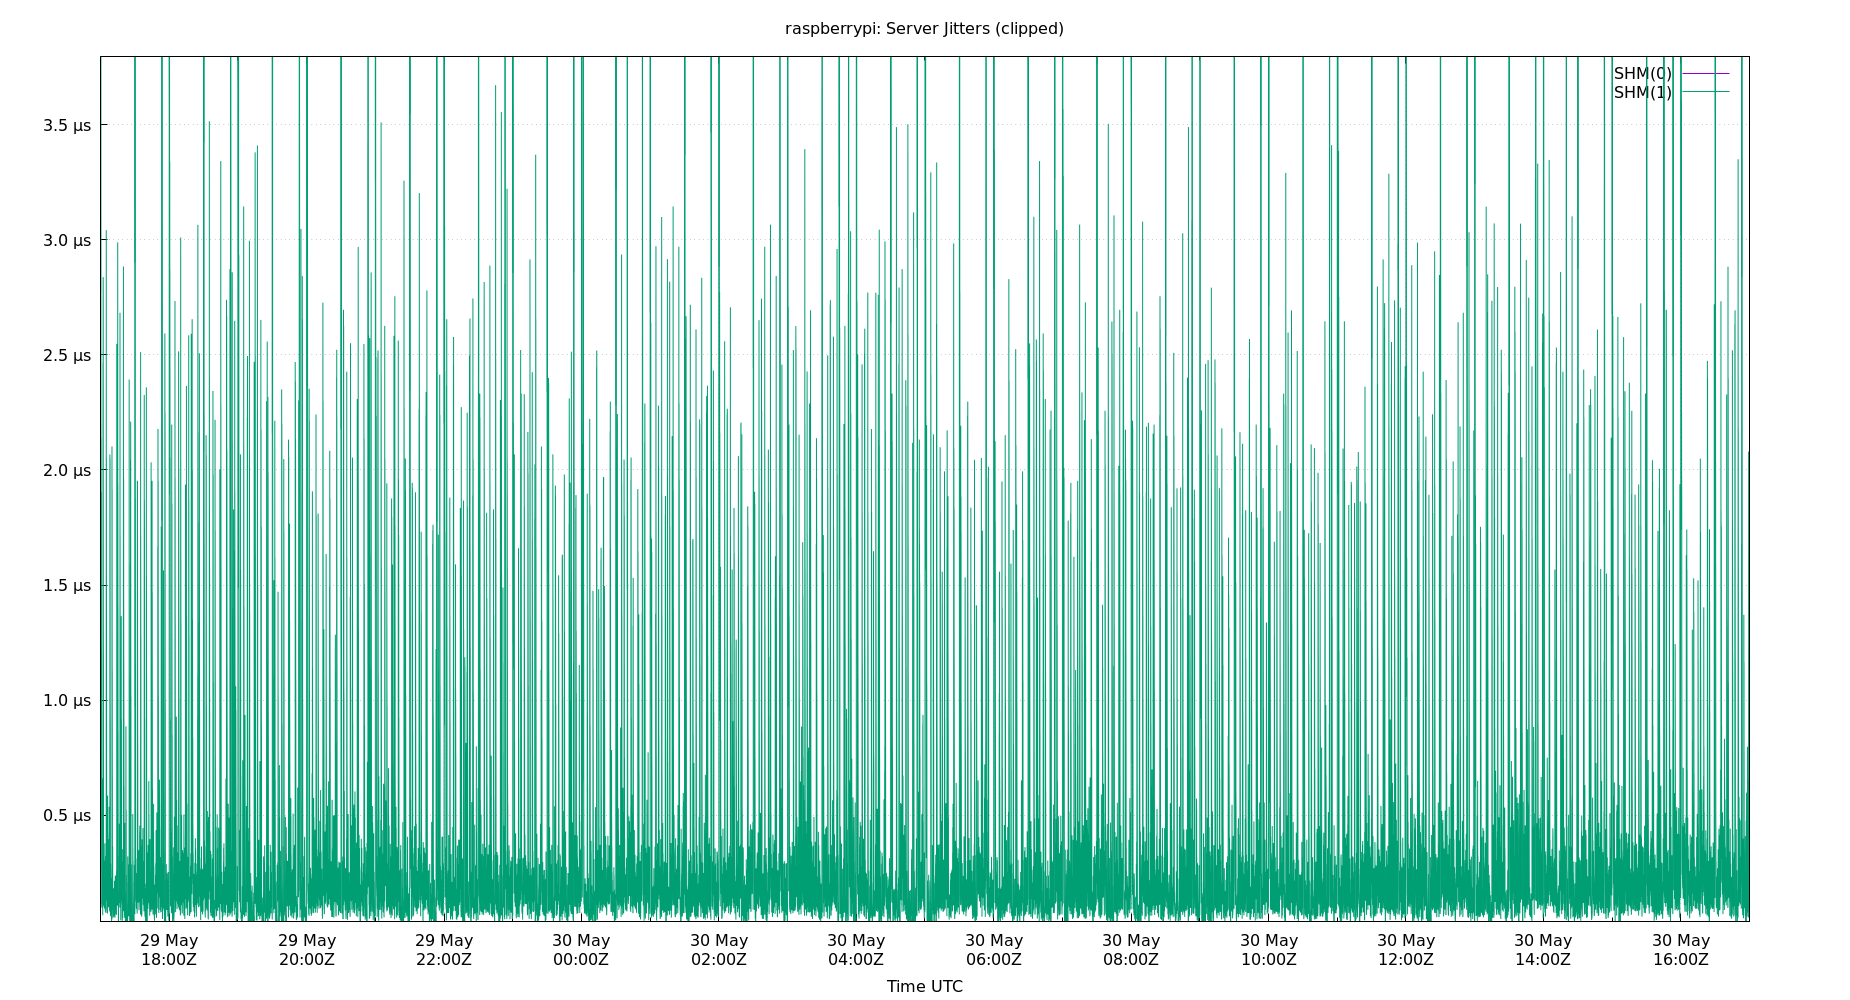 raspberrypi: Server Jitters (clipped)
SHM(0)
SHM(1)
3.5 µs
3.0 µs
2.5 µs
2.0 µs
1.5 µs
1.0 µs
0.5 µs
29 May 29 May 29 May 30 May 30 May 30 May 30 May 30 May 30 May 30 May 30 May 30 May
18:00Z 20:00Z 22:00Z 00:00Z 02:00Z 04:00Z 06:00Z 08:00Z 10:00Z 12:00Z 14:00Z 16:00Z
Time UTC